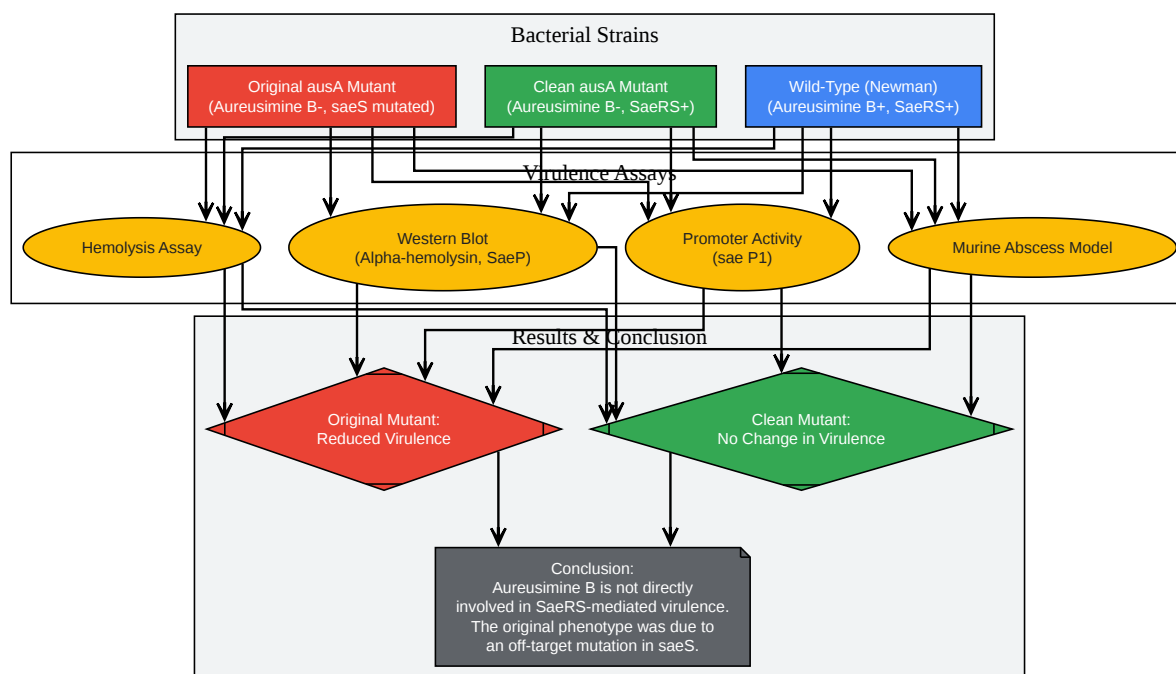 Bacterial Strains
Original ausA Mutant
(Aureusimine B-, saeS mutated)
Clean ausA Mutant
(Aureusimine B-, SaeRS+)
Wild-Type (Newman)
(Aureusimine B+, SaeRS+)
Virulence Assays
Hemolysis Assay
Western Blot
(Alpha-hemolysin, SaeP)
Promoter Activity
(sae P1)
Murine Abscess Model
Results & Conclusion
Original Mutant:
Reduced Virulence
Clean Mutant:
No Change in Virulence
Conclusion:
Aureusimine B is not directly
involved in SaeRS-mediated virulence.
The original phenotype was due to
an off-target mutation in saeS.